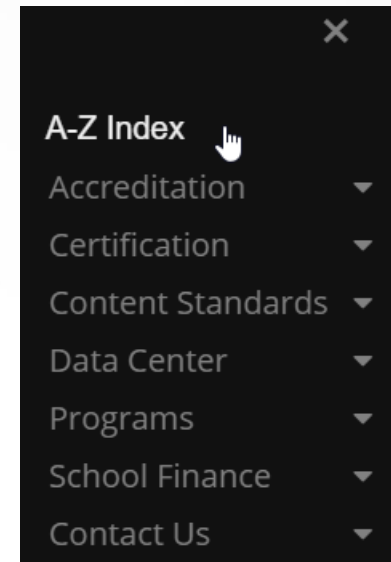 ×
A-Z Index
Accreditation
Certification
Content Standards
Data Center
Programs
School Finance
Contact Us